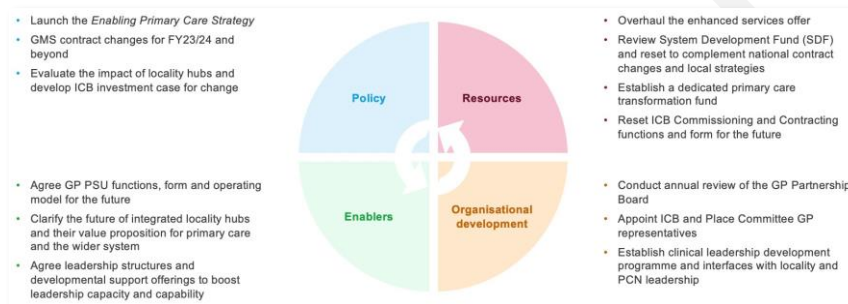 • Launch the Enabling Primary Care Strategy
• GMS contract changes for FY23/24 and
beyond
• Evaluate the impact of locality hubs and
develop ICB investment case for change
Policy
Resources
• Overhaul the enhanced services offer
• Review System Development Fund (SDF)
and reset to complement national contract
changes and local strategies
• Establish a dedicated primary care
transformation fund
• Reset ICB Commissioning and Contracting
functions and form for the future
• Agree GP PSU functions, form and operating
model for the future
• Clarify the future of integrated locality hubs
and their value proposition for primary care
and the wider system
• Agree leadership structures and
developmental support offerings to boost
leadership capacity and capability
Enablers
Organisational
development
• Conduct annual review of the GP Partnership
Board
• Appoint ICB and Place Committee GP
representatives
• Establish clinical leadership development
programme and interfaces with locality and
PCN leadership